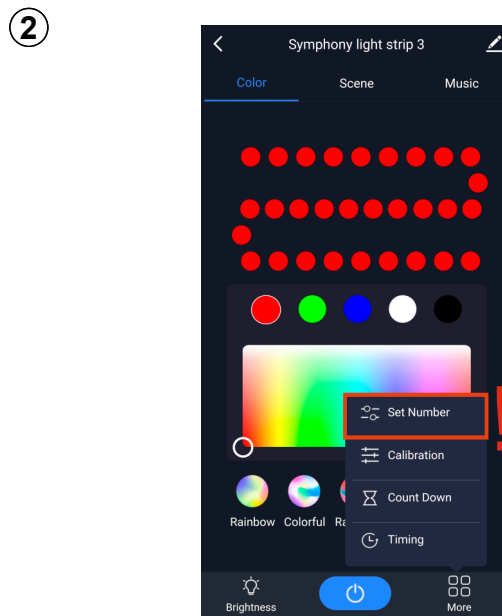 2
Symphony light strip 3
Color Scene Music
Set Number
Calibration
Count Down
Timing
Rainbow Colorful Ra
Brightness More